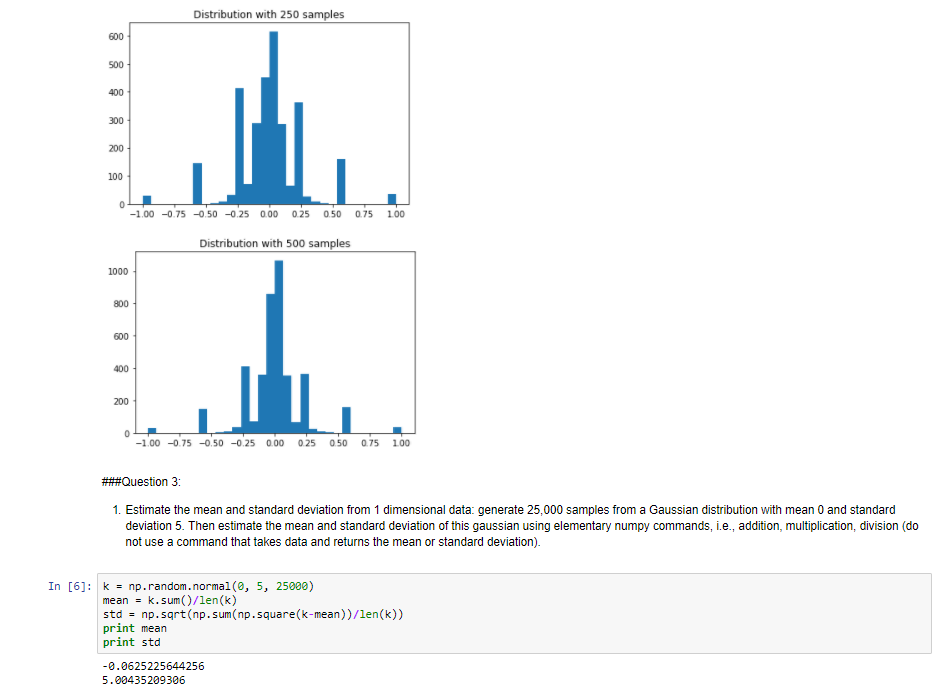 Distribution with 250 samples
600
500
400
300
200
100
0
−1.00 −0.75 −0.50 −0.25 0.00 0.25 0.50 0.75 1.00
Distribution with 500 samples
1000
800
600
400
200
0
−1.00 −0.75 −0.50 −0.25 0.00 0.25 0.50 0.75 1.00
###Question 3:
1. Estimate the mean and standard deviation from 1 dimensional data: generate 25,000 samples from a Gaussian distribution with mean 0 and standard
deviation 5. Then estimate the mean and standard deviation of this gaussian using elementary numpy commands, i.e., addition, multiplication, division (do
not use a command that takes data and returns the mean or standard deviation).
In [6]: k = np.random.normal(0, 5, 25000)
mean = k.sum()/len(k)
std = np.sqrt(np.sum(np.square(k-mean))/len(k))
print mean
print std
-0.0625225644256
5.00435209306